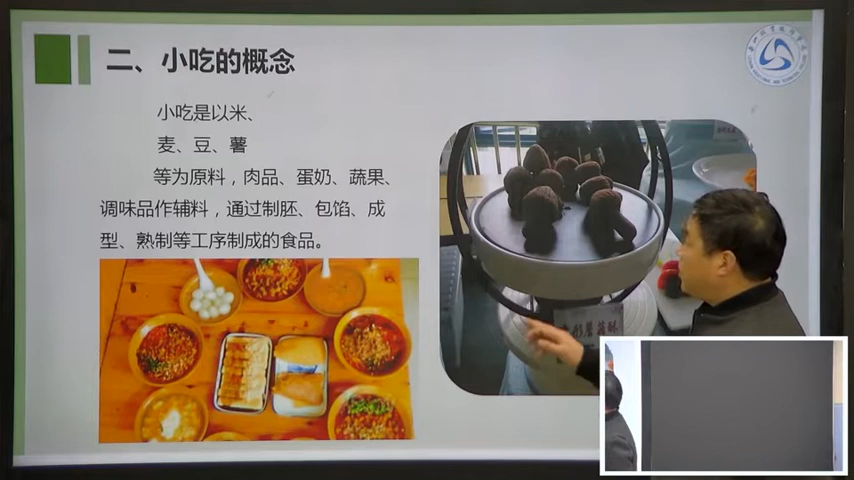 二、小吃的概念
小吃是以米、
麦、豆、薯
等为原料，肉品、蛋奶、蔬果、
调味品作辅料，通过制胚、包馅、成
型、熟制等工序制成的食品。